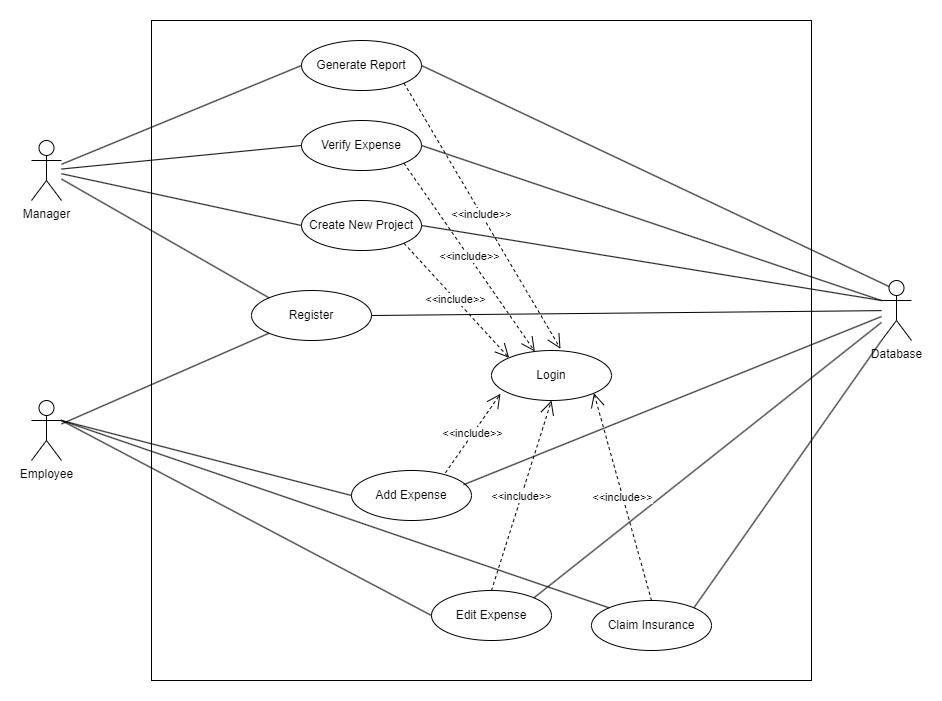 Generate Report
Verify Expense
Manager
<<include>>
Create New Project
<<include>>
<<include>>
Register
Database
Login
<<include>>
Employee
Add Expense
<<include>>
<<include>>
Edit Expense
Claim Insurance